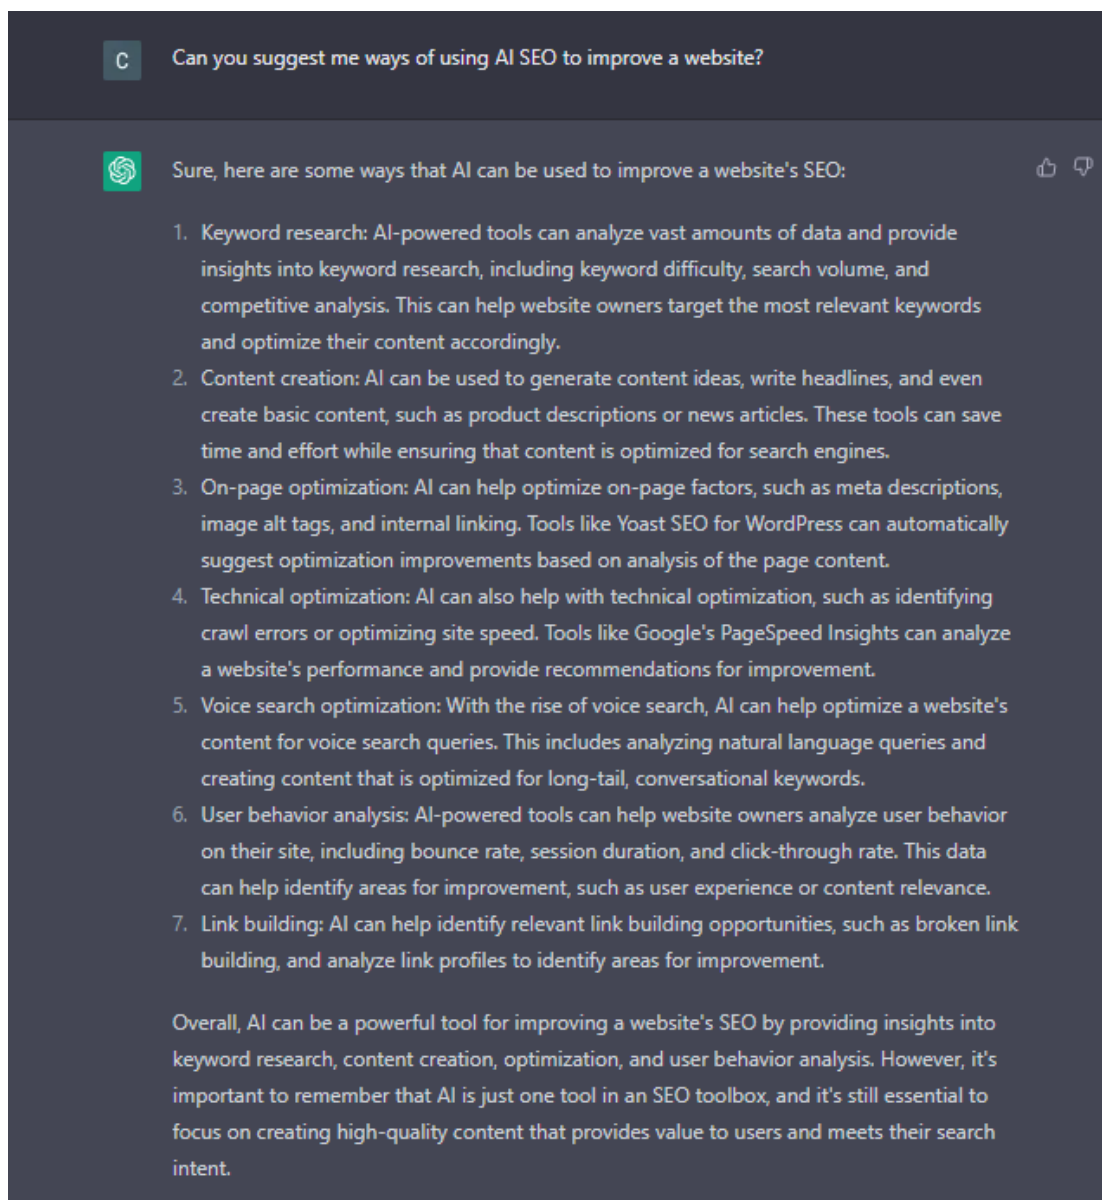 C
Can you suggest me ways of using AI SEO to improve a website?
Sure, here are some ways that AI can be used to improve a website's SEO:
1. Keyword research: AI-powered tools can analyze vast amounts of data and provide
insights into keyword research, including keyword difficulty, search volume, and
competitive analysis. This can help website owners target the most relevant keywords
and optimize their content accordingly.
2. Content creation: AI can be used to generate content ideas, write headlines, and even
create basic content, such as product descriptions or news articles. These tools can save
time and effort while ensuring that content is optimized for search engines.
3. On-page optimization: AI can help optimize on-page factors, such as meta descriptions,
image alt tags, and internal linking. Tools like Yoast SEO for WordPress can automatically
suggest optimization improvements based on analysis of the page content.
4. Technical optimization: AI can also help with technical optimization, such as identifying
crawl errors or optimizing site speed. Tools like Google's PageSpeed Insights can analyze
a website's performance and provide recommendations for improvement.
5. Voice search optimization: With the rise of voice search, AI can help optimize a website's
content for voice search queries. This includes analyzing natural language queries and
creating content that is optimized for long-tail, conversational keywords.
6. User behavior analysis: AI-powered tools can help website owners analyze user behavior
on their site, including bounce rate, session duration, and click-through rate. This data
can help identify areas for improvement, such as user experience or content relevance.
7. Link building: AI can help identify relevant link building opportunities, such as broken link
building, and analyze link profiles to identify areas for improvement.
Overall, AI can be a powerful tool for improving a website's SEO by providing insights into
keyword research, content creation, optimization, and user behavior analysis. However, it's
important to remember that AI is just one tool in an SEO toolbox, and it's still essential to
focus on creating high-quality content that provides value to users and meets their search
intent.